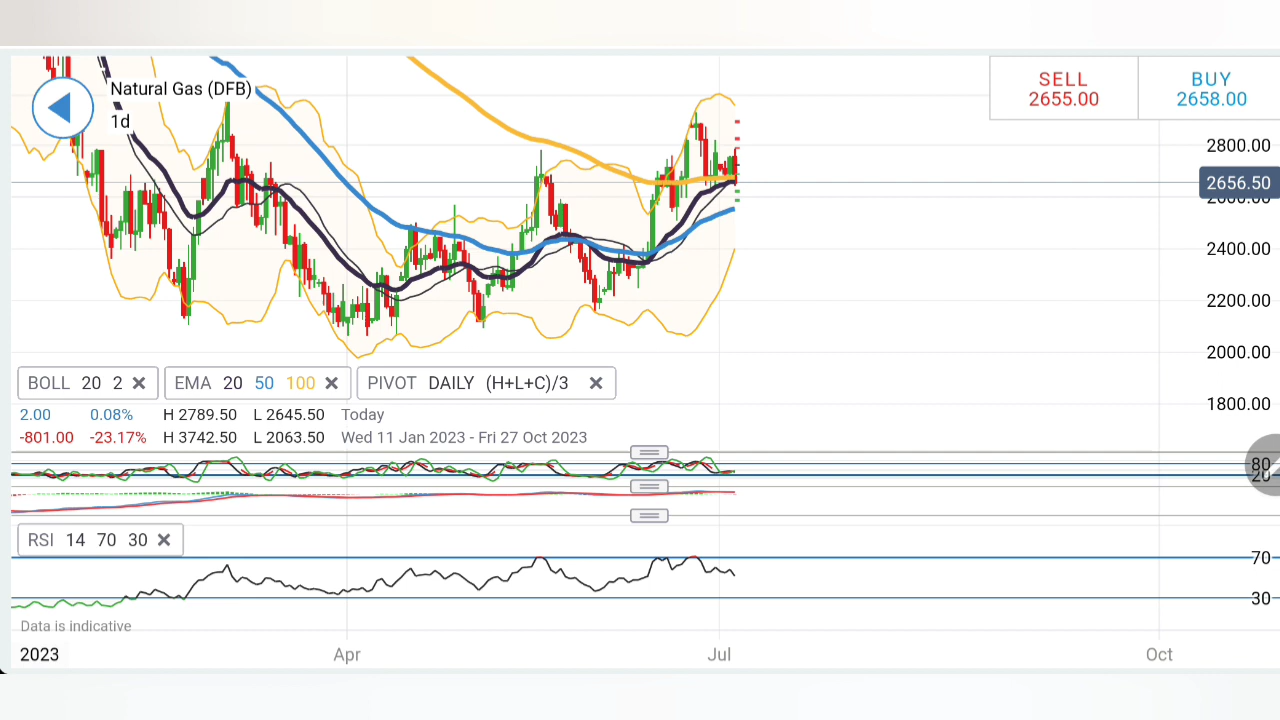 Natural Gas (DFB)
1d
SELL
2655.00
BUY
2658.00
2800.00
2656.50
2600.00
2400.00
2200.00
2000.00
1800.00
BOLL 20 2
EMA 20 50 100
PIVOT DAILY (H+L+C)/3
2.00 0.08% H 2789.50 L 2645.50 Today
-801.00 -23.17% H 3742.50 L 2063.50 Wed 11 Jan 2023 - Fri 27 Oct 2023
80
20
RSI 14 70 30
70
30
Data is indicative
2023 Apr Jul Oct